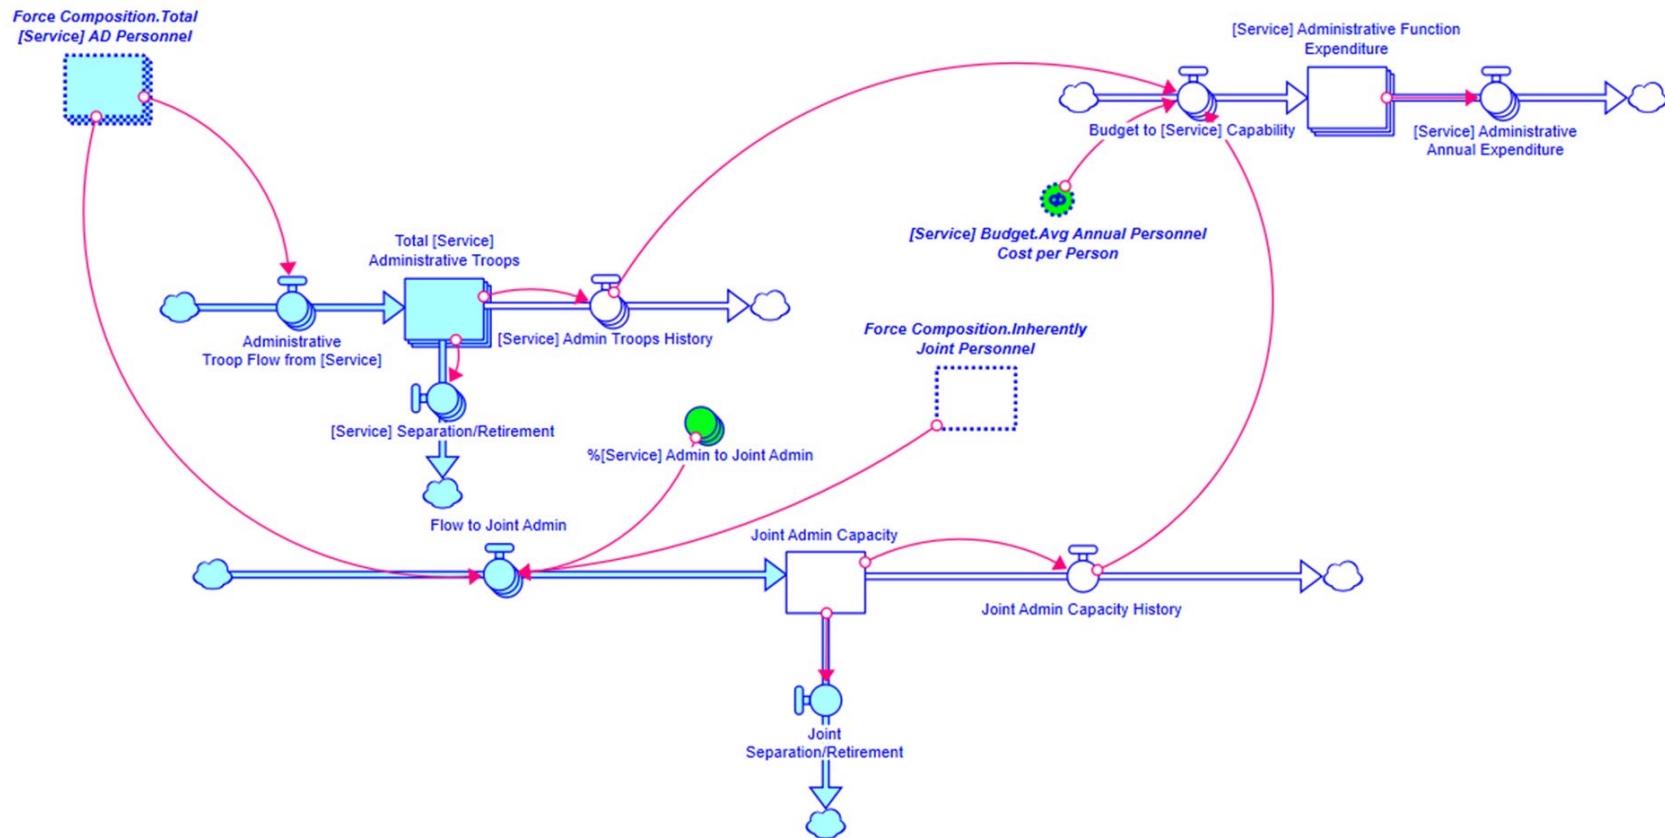 Force Composition.Total
[Service] AD Personnel
[Service] Administrative Function
Expenditure
Budget to [Service] Capability
[Service] Administrative
Annual Expenditure
[Service] Budget.Avg Annual Personnel
Cost per Person
Total [Service]
Administrative Troops
Administrative
Troop Flow from [Service]
[Service] Admin Troops History
Force Composition.Inherently
Joint Personnel
[Service] Separation/Retirement
%[Service] Admin to Joint Admin
Flow to Joint Admin
Joint Admin Capacity
Joint Admin Capacity History
Joint
Separation/Retirement